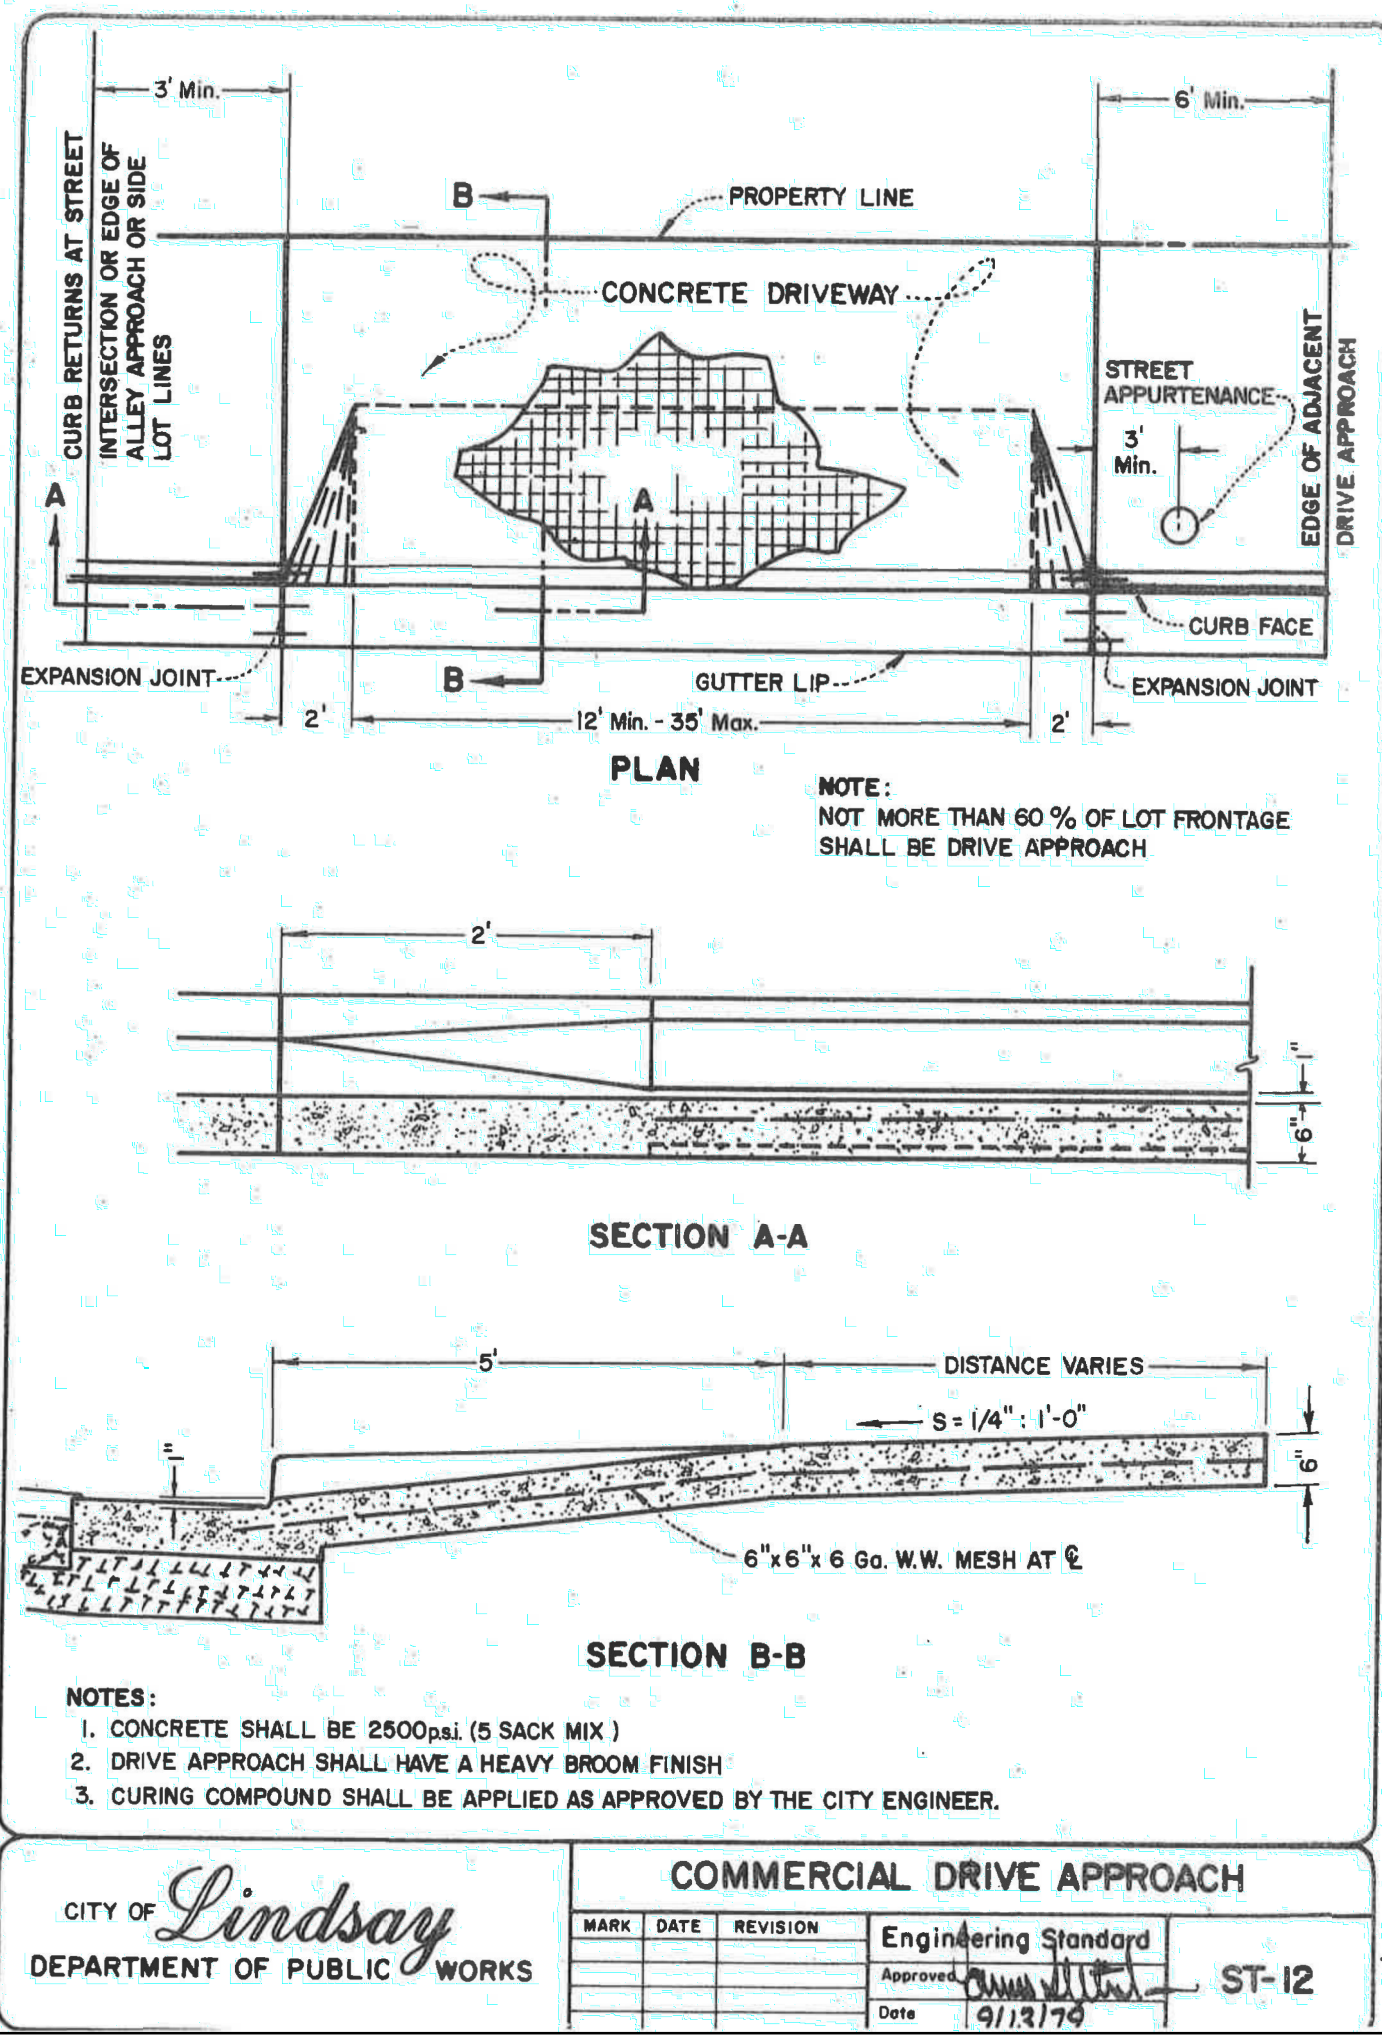 3' Min.
6' Min.
CURB RETURNS AT STREET
INTERSECTION OR EDGE OF
ALLEY APPROACH OR SIDE
LOT LINES
B
PROPERTY LINE
CONCRETE DRIVEWAY
STREET
APPURTENANCE
3'
Min.
EDGE OF ADJACENT
DRIVE APPROACH
A
A
CURB FACE
EXPANSION JOINT
B
GUTTER LIP
EXPANSION JOINT
2'
12' Min. - 35' Max.
2'
PLAN
NOTE:
NOT MORE THAN 60 % OF LOT FRONTAGE
SHALL BE DRIVE APPROACH
2'
1"
6"
SECTION A-A
5'
DISTANCE VARIES
S = 1/4" : 1'-0"
1"
6"
6"x6"x 6 Ga. W.W. MESH AT ℄
SECTION B-B
NOTES:
1. CONCRETE SHALL BE 2500 p.s.i. (5 SACK MIX)
2. DRIVE APPROACH SHALL HAVE A HEAVY BROOM FINISH
3. CURING COMPOUND SHALL BE APPLIED AS APPROVED BY THE CITY ENGINEER.
CITY OF Lindsay
DEPARTMENT OF PUBLIC WORKS
COMMERCIAL DRIVE APPROACH
MARK DATE REVISION
Engineering Standard
Approved
Date 9/12/79
ST-12